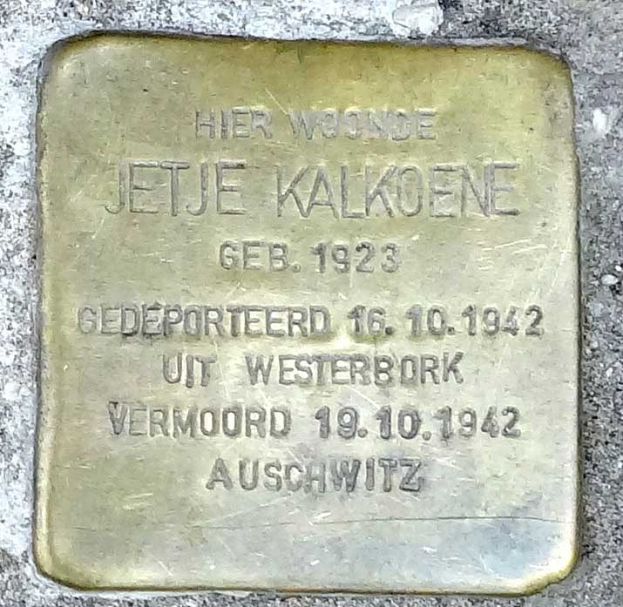 HIER WOONDE
JETJE KALKOENE
GEB. 1923
GEDEPORTEERD 16.10.1942
UIT WESTERBORK
VERMOORD 19.10.1942
AUSCHWITZ